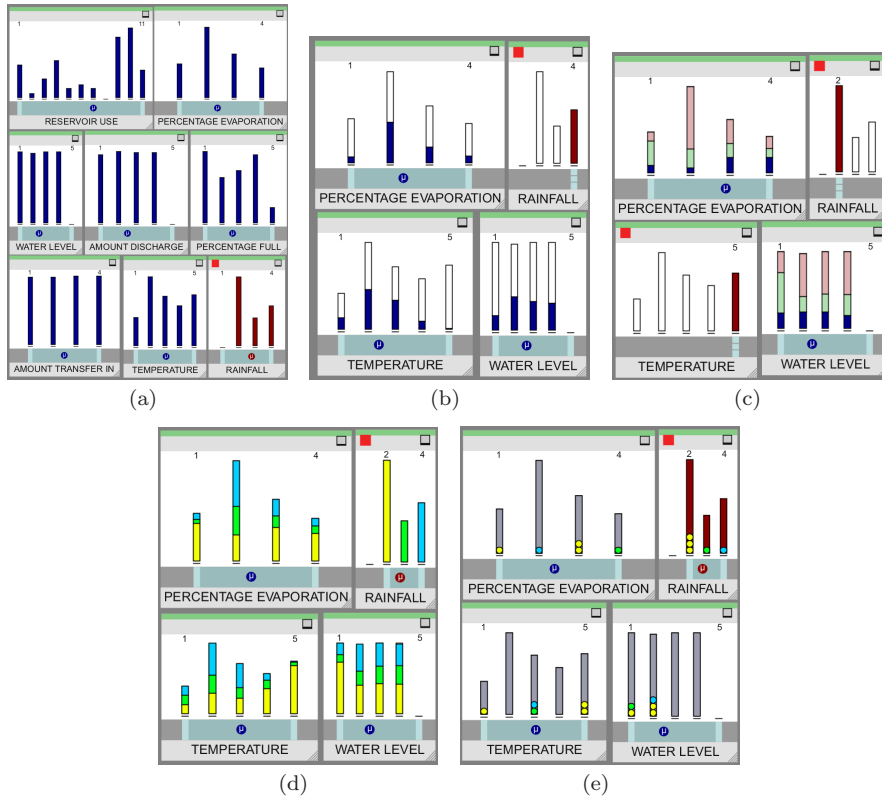 1 11 1 4
μ μ
RESERVOIR USE PERCENTAGE EVAPORATION
1 5 1 5 1 5
μ μ μ
WATER LEVEL AMOUNT DISCHARGE PERCENTAGE FULL
1 4 1 5 1 4
μ μ μ
AMOUNT TRANSFER IN TEMPERATURE RAINFALL
(a)
1 4 4
μ
PERCENTAGE EVAPORATION RAINFALL
1 5 1 5
μ μ
TEMPERATURE WATER LEVEL
(b)
1 4 2
μ
PERCENTAGE EVAPORATION RAINFALL
5 1 5
μ
TEMPERATURE WATER LEVEL
(c)
1 4 2 4
μ μ
PERCENTAGE EVAPORATION RAINFALL
1 5 1 5
μ μ
TEMPERATURE WATER LEVEL
(d)
1 4 2 4
μ μ
PERCENTAGE EVAPORATION RAINFALL
1 5 1 5
μ μ
TEMPERATURE WATER LEVEL
(e)